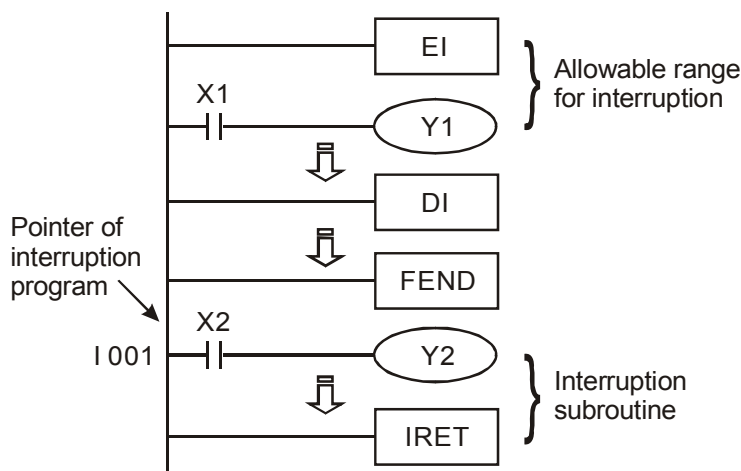 EI
Allowable range
for interruption
X1
Y1
DI
Pointer of
interruption
program
FEND
X2
I 001
Y2
Interruption
subroutine
IRET